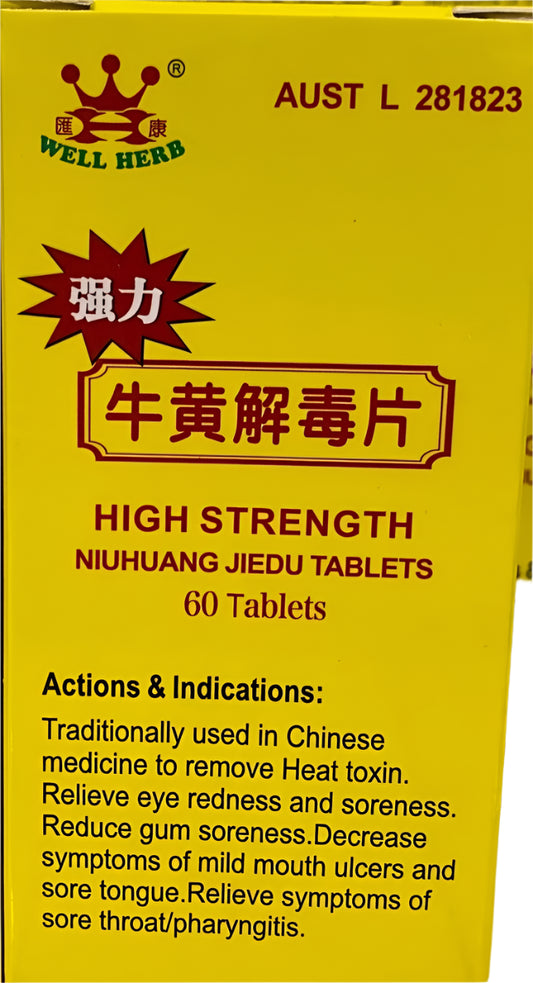 ®
AUST L 281823
匯 康
WELL HERB
强力
牛黄解毒片
HIGH STRENGTH
NIUHUANG JIEDU TABLETS
60 Tablets
Actions & Indications:
Traditionally used in Chinese
medicine to remove Heat toxin.
Relieve eye redness and soreness.
Reduce gum soreness.Decrease
symptoms of mild mouth ulcers and
sore tongue.Relieve symptoms of
sore throat/pharyngitis.